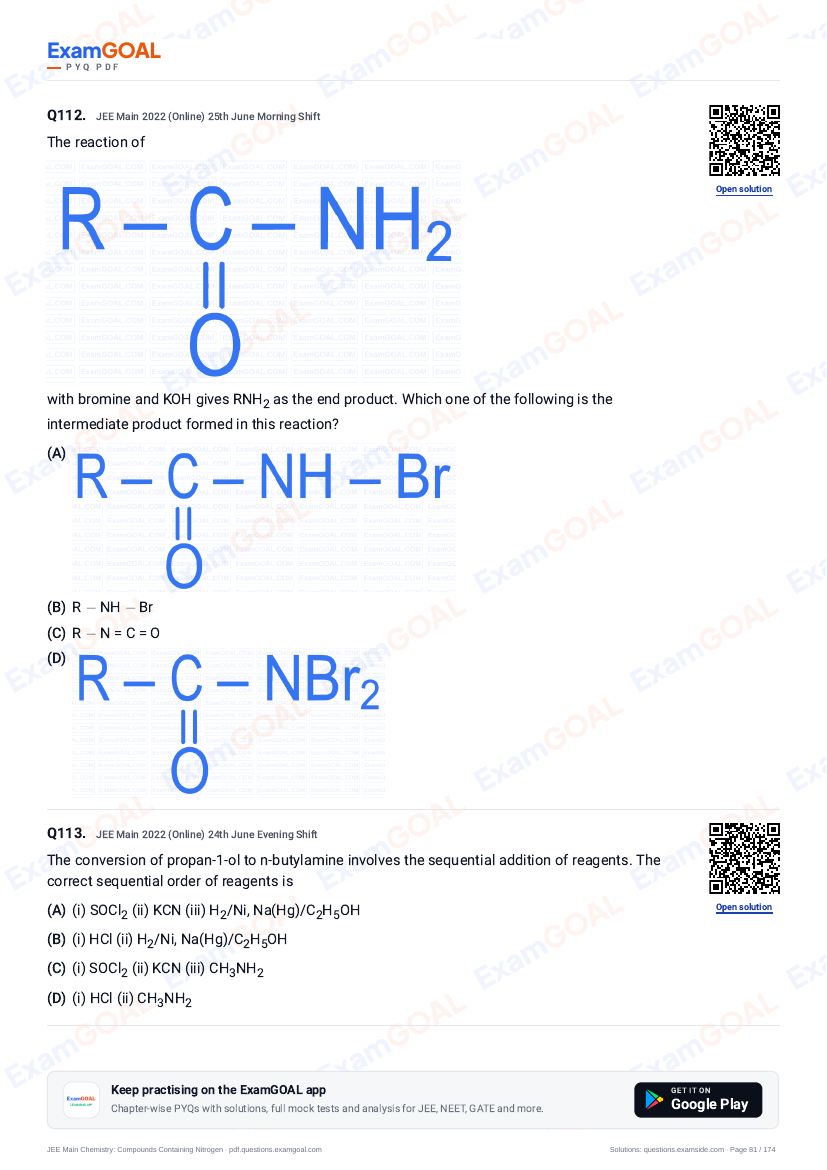 ExamGOAL
PYQ PDF
Q112. JEE Main 2022 (Online) 25th June Morning Shift
The reaction of
R – C – NH2
||
O
with bromine and KOH gives RNH2 as the end product. Which one of the following is the
intermediate product formed in this reaction?
(A) R – C – NH – Br
||
O
(B) R – NH – Br
(C) R – N = C = O
(D) R – C – NBr2
||
O
Open solution
Q113. JEE Main 2022 (Online) 24th June Evening Shift
The conversion of propan-1-ol to n-butylamine involves the sequential addition of reagents. The
correct sequential order of reagents is
(A) (i) SOCl2 (ii) KCN (iii) H2/Ni, Na(Hg)/C2H5OH
(B) (i) HCl (ii) H2/Ni, Na(Hg)/C2H5OH
(C) (i) SOCl2 (ii) KCN (iii) CH3NH2
(D) (i) HCl (ii) CH3NH2
Open solution
ExamGOAL
Keep practising on the ExamGOAL app
Chapter-wise PYQs with solutions, full mock tests and analysis for JEE, NEET, GATE and more.
GET IT ON
Google Play
JEE Main Chemistry: Compounds Containing Nitrogen · pdf.questions.examgoal.com
Solutions: questions.examside.com · Page 81 / 174